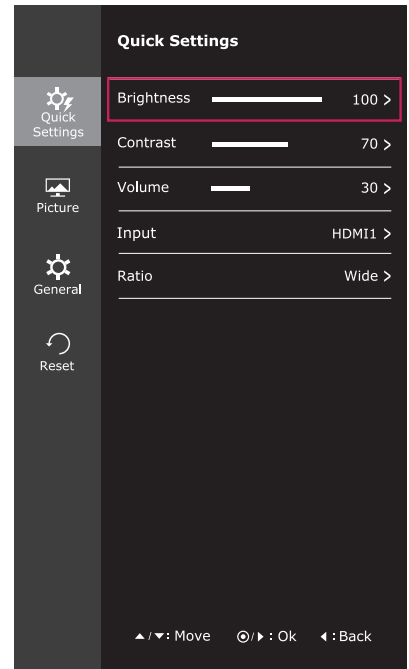 Quick Settings
Quick
Settings
Picture
General
Reset
Brightness 100 >
Contrast 70 >
Volume 30 >
Input HDMI1 >
Ratio Wide >
▲/▼: Move ◉/▶ : Ok ◀ : Back